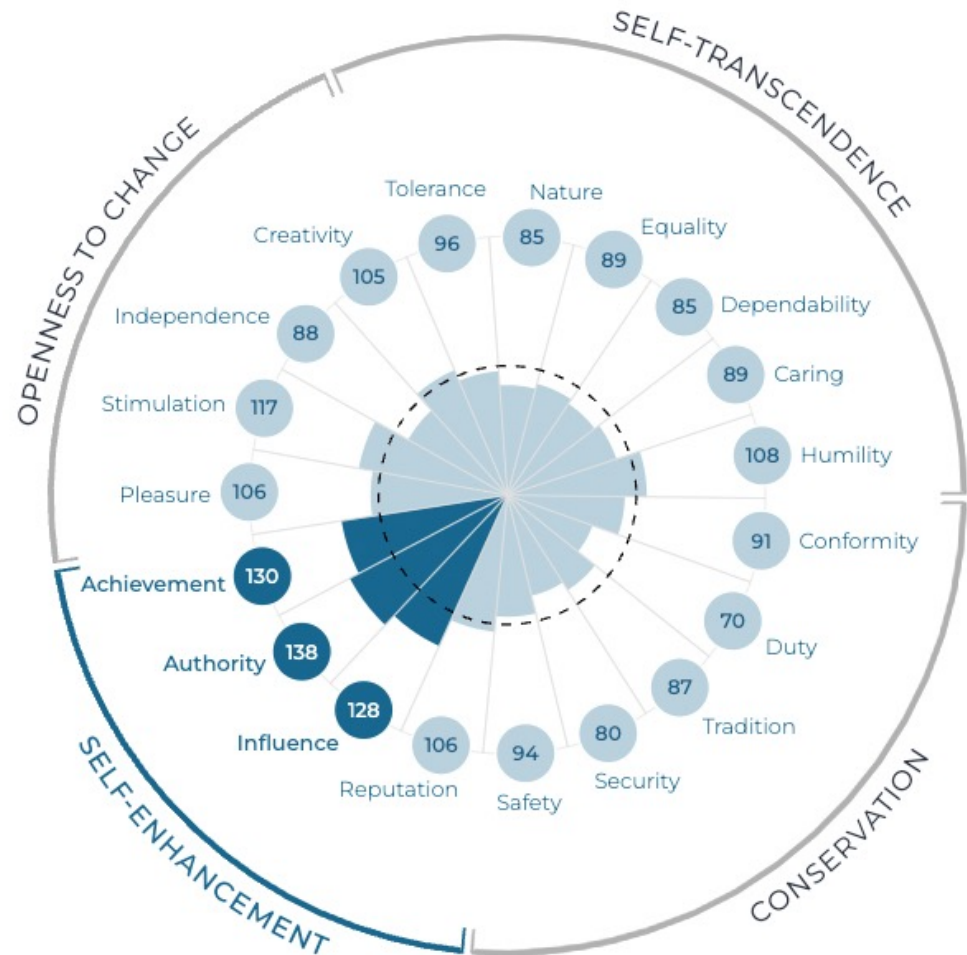 SELF-TRANSCENDENCE
OPENNESS TO CHANGE
Tolerance
96
Nature
85
Equality
89
Creativity
105
Dependability
85
Independence
88
Caring
89
Stimulation
117
Humility
108
Pleasure
106
Conformity
91
Achievement
130
Duty
70
Authority
138
Tradition
87
Influence
128
Security
80
Reputation
106
Safety
94
SELF-ENHANCEMENT
CONSERVATION